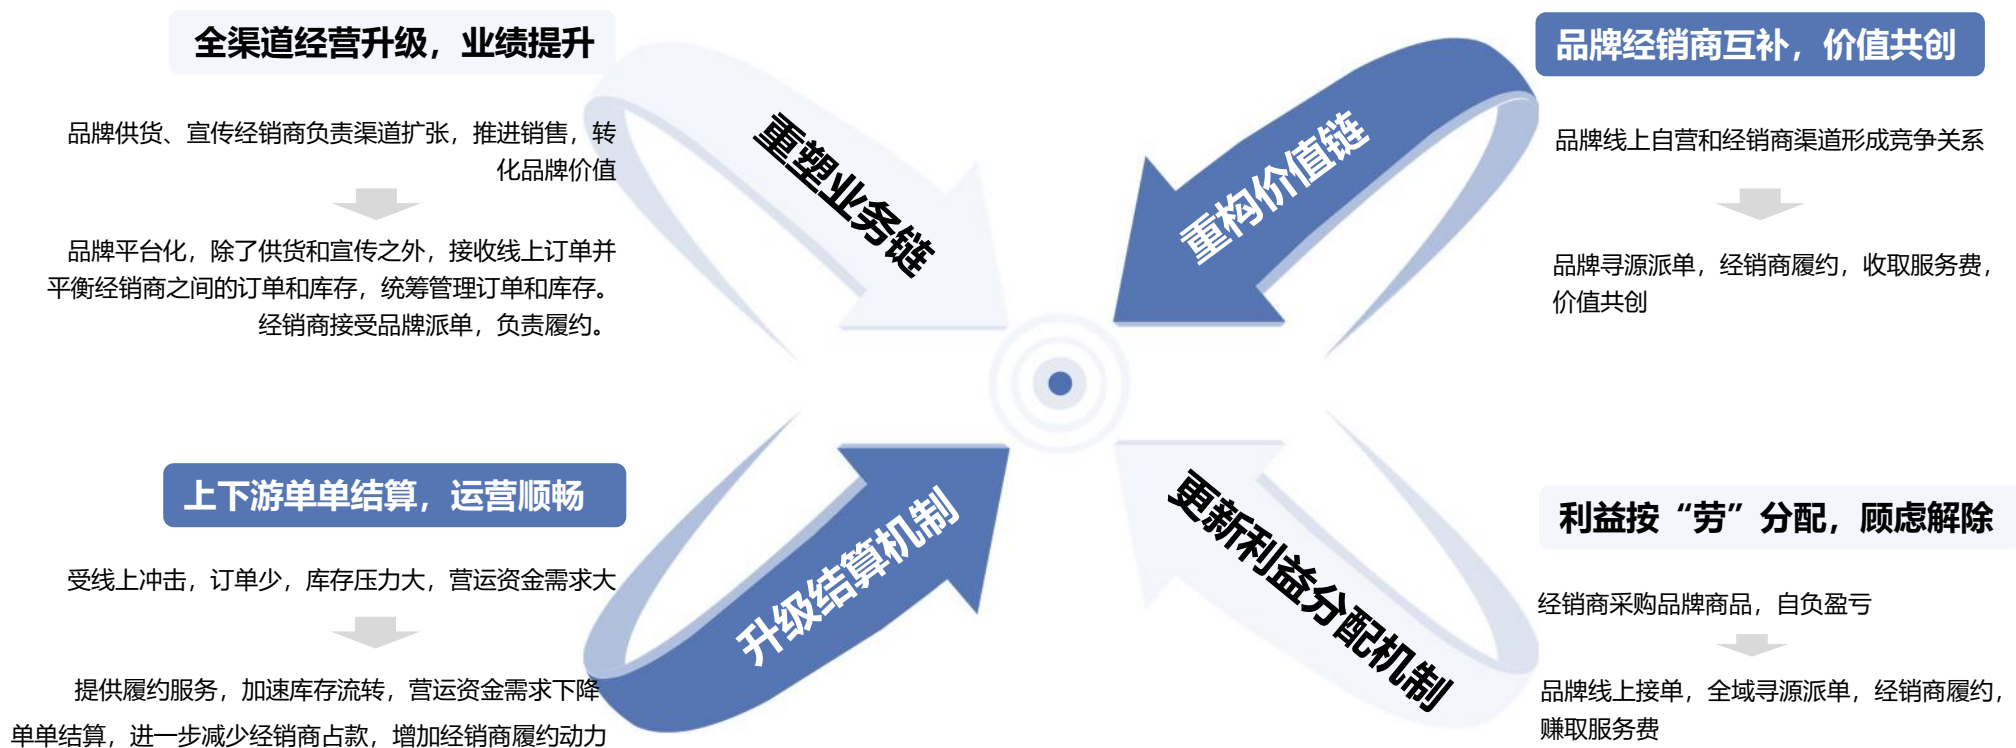 全渠道经营升级，业绩提升
品牌供货、宣传经销商负责渠道扩张，推进销售，转
化品牌价值
品牌平台化，除了供货和宣传之外，接收线上订单并
平衡经销商之间的订单和库存，统筹管理订单和库存。
经销商接受品牌派单，负责履约。
重塑业务链
重构价值链
品牌经销商互补，价值共创
品牌线上自营和经销商渠道形成竞争关系
品牌寻源派单，经销商履约，收取服务费，
价值共创
上下游单单结算，运营顺畅
受线上冲击，订单少，库存压力大，营运资金需求大
提供履约服务，加速库存流转，营运资金需求下降
单单结算，进一步减少经销商占款，增加经销商履约动力
升级结算机制
更新利益分配机制
利益按“劳”分配，顾虑解除
经销商采购品牌商品，自负盈亏
品牌线上接单，全域寻源派单，经销商履约，
赚取服务费